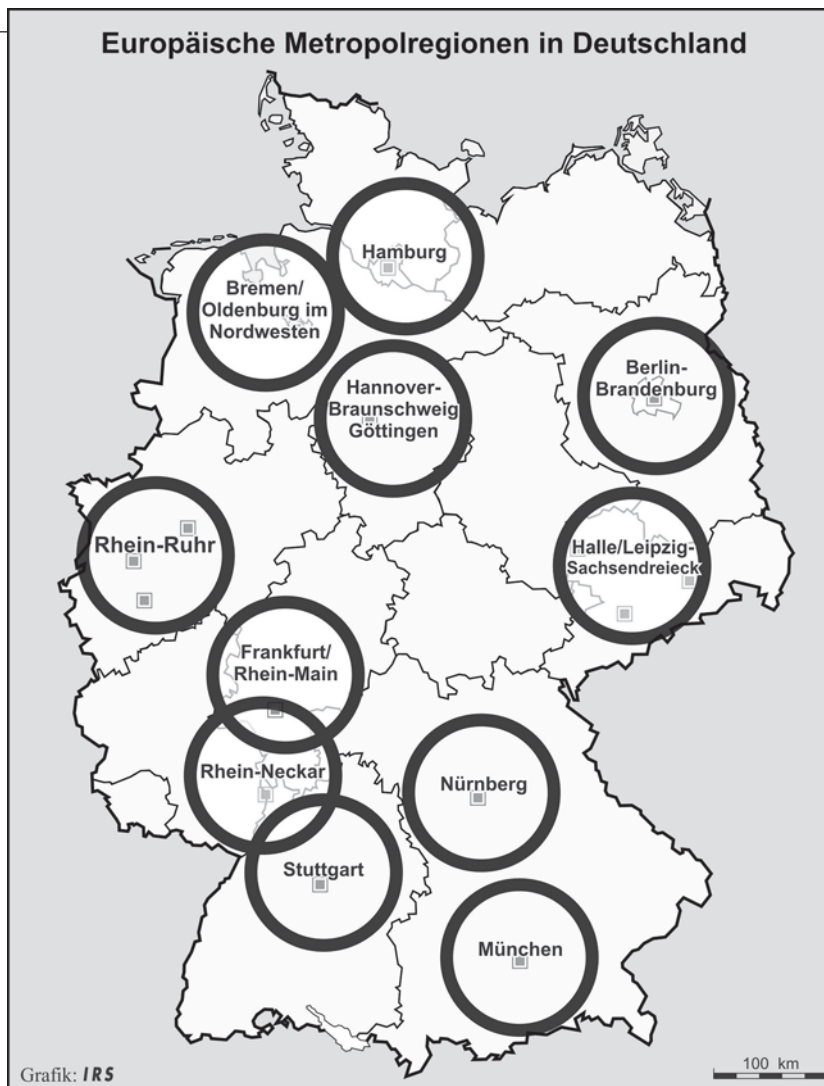 Europäische Metropolregionen in Deutschland
Hamburg
Bremen/
Oldenburg im
Nordwesten
Berlin-
Brandenburg
Hannover-
Braunschweig
Göttingen
Rhein-Ruhr
Halle/Leipzig-
Sachsendreieck
Frankfurt/
Rhein-Main
Rhein-Neckar
Nürnberg
Stuttgart
München
Grafik: IRS
100 km